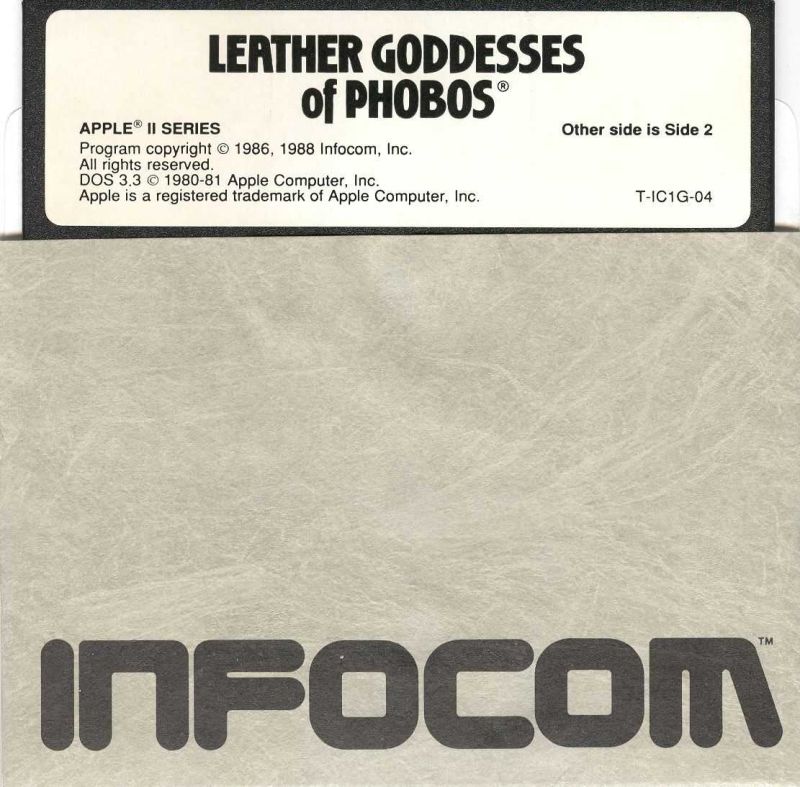 LEATHER GODDESSES
of PHOBOS®
APPLE® II SERIES
Other side is Side 2
Program copyright © 1986, 1988 Infocom, Inc.
All rights reserved.
DOS 3.3 © 1980-81 Apple Computer, Inc.
Apple is a registered trademark of Apple Computer, Inc.
T-IC1G-04
INFOCOM™